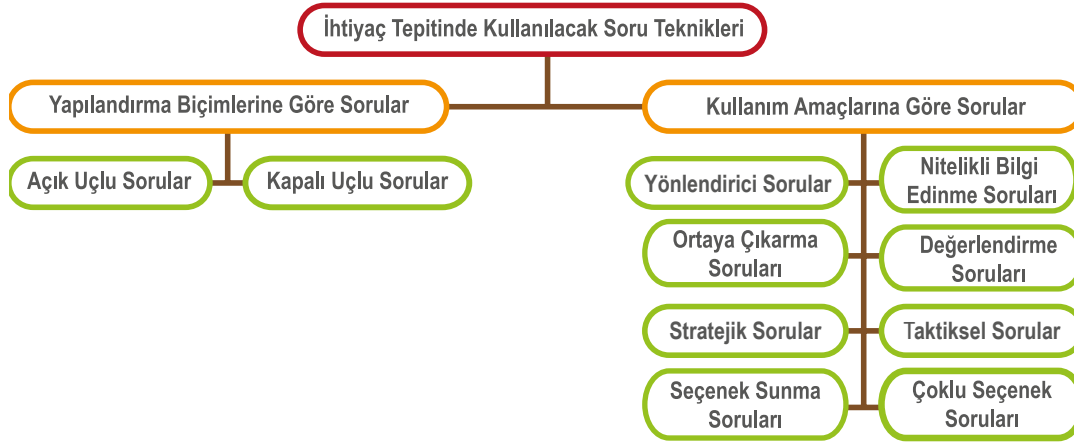 İhtiyaç Tepitinde Kullanılacak Soru Teknikleri
Yapılandırma Biçimlerine Göre Sorular
Kullanım Amaçlarına Göre Sorular
Açık Uçlu Sorular
Kapalı Uçlu Sorular
Yönlendirici Sorular
Nitelikli Bilgi
Edinme Soruları
Ortaya Çıkarma
Soruları
Değerlendirme
Soruları
Stratejik Sorular
Taktiksel Sorular
Seçenek Sunma
Soruları
Çoklu Seçenek
Soruları